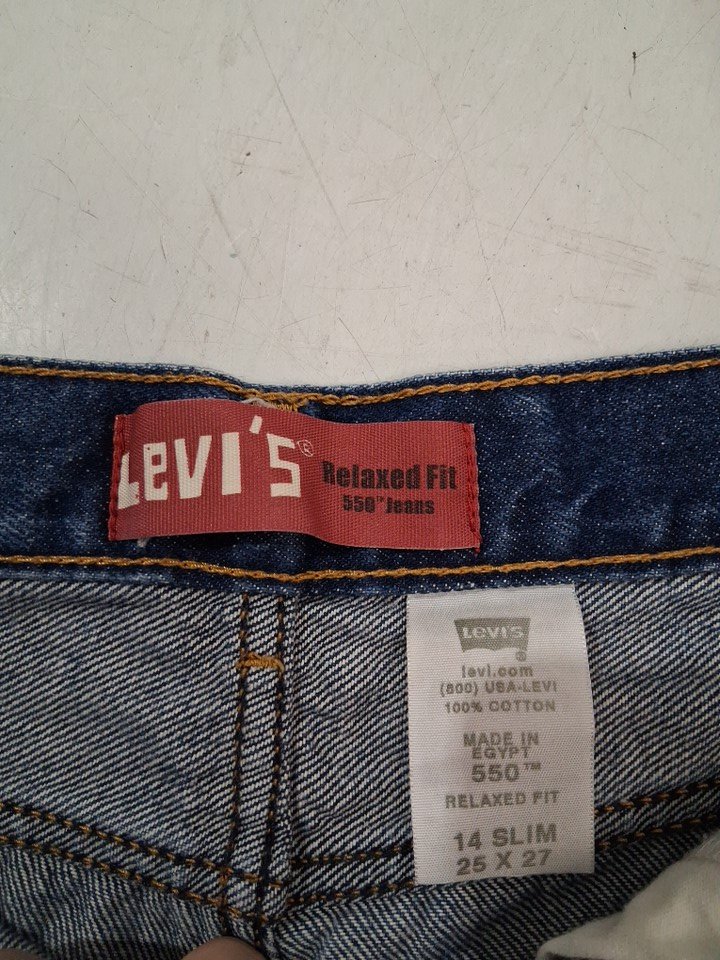 Levi's®
Relaxed Fit
550™ Jeans
Levi's
®
levi.com
(800) USA-LEVI
100% COTTON
MADE IN
EGYPT
550™
RELAXED FIT
14 SLIM
25 X 27